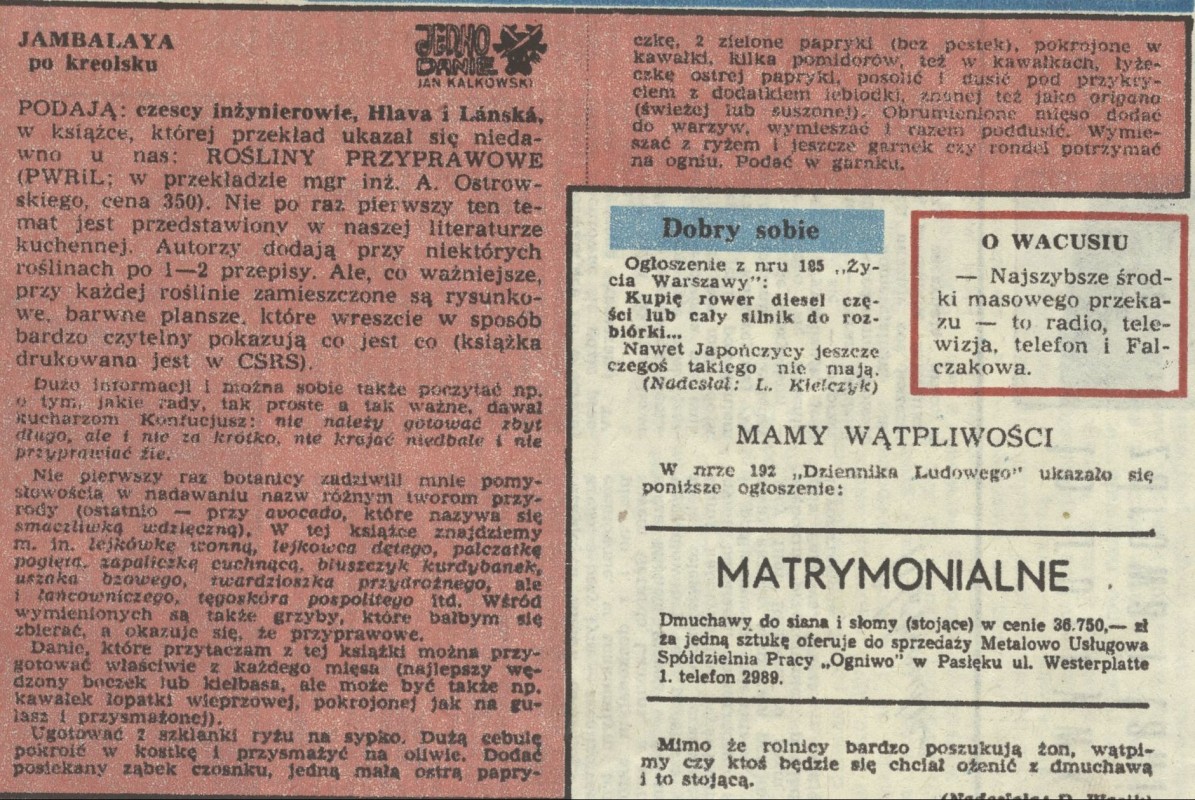 JAMBALAYA
po kreolsku
JEDNO
DANIE
JAN KALKOWSKI
PODAJĄ: czescy inżynierowie, Hlava i Lánská,
w książce, której przekład ukazał się nieda-
wno u nas: ROŚLINY PRZYPRAWOWE
(PWRiL; w przekładzie mgr inż. A. Ostrow-
skiego, cena 350). Nie po raz pierwszy ten te-
mat jest przedstawiony w naszej literaturze
kuchennej. Autorzy dodają przy niektórych
roślinach po 1—2 przepisy. Ale, co ważniejsze,
przy każdej roślinie zamieszczone są rysunko-
we, barwne plansze, które wreszcie w sposób
bardzo czytelny pokazują co jest co (książka
drukowana jest w CSRS).
Dużo informacji i można sobie także poczytać np.
o tym, jakie rady, tak proste a tak ważne, dawał
kucharzom Konfucjusz: nie należy gotować zbyt
długo, ale i nie za krótko, nie krajać niedbale i nie
przyprawiać źle.
Nie pierwszy raz botanicy zadziwili mnie pomy-
słowością w nadawaniu nazw różnym tworom przy-
rody (ostatnio — przy avocado, które nazywa się
smaczliwką wdzięczną). W tej książce znajdziemy
m. in. lejkówkę wonną, lejkowca dętego, palczatkę
pogiętą, zapaliczkę cuchnącą, bluszczyk kurdybanek,
uszaka bzowego, twardzioszka przydrożnego, ale
i łańcowniczego, tęgoskóra pospolitego itd. Wśród
wymienionych są także grzyby, które bałbym się
zbierać, a okazuje się, że przyprawowe.
Danie, które przytaczam z tej książki można przy-
gotować właściwie z każdego mięsa (najlepszy wę-
dzony boczek lub kiełbasa, ale może być także np.
kawałek łopatki wieprzowej, pokrojonej jak na gu-
lasz i przysmażonej).
Ugotować 2 szklanki ryżu na sypko. Dużą cebulę
pokroić w kostkę i przysmażyć na oliwie. Dodać
posiekany ząbek czosnku, jedną małą ostrą papry-
czkę, 2 zielone papryki (bez pestek), pokrojone w
kawałki, kilka pomidorów, też w kawałkach, łyże-
czkę ostrej papryki, posolić i dusić pod przykry-
ciem z dodatkiem lebiodki, znanej też jako origano
(świeżej lub suszonej). Obrumienione mięso dodać
do warzyw, wymieszać i razem poddusić. Wymie-
szać z ryżem i jeszcze garnek czy rondel potrzymać
na ogniu. Podać w garnku.
Dobry sobie
Ogłoszenie z nru 185 „Ży-
cia Warszawy”:
Kupię rower diesel czę-
ści lub cały silnik do roz-
biórki...
Nawet Japończycy jeszcze
czegoś takiego nie mają.
(Nadesłał: L. Kiełczyk)
O WACUSIU
— Najszybsze środ-
ki masowego przeka-
zu — to radio, tele-
wizja, telefon i Fal-
czakowa.
MAMY WĄTPLIWOŚCI
W nrze 192 „Dziennika Ludowego” ukazało się
poniższe ogłoszenie:
MATRYMONIALNE
Dmuchawy do siana i słomy (stojące) w cenie 36.750,— zł
za jedną sztukę oferuje do sprzedaży Metalowo Usługowa
Spółdzielnia Pracy „Ogniwo” w Pasłęku ul. Westerplatte
1. telefon 2989.
Mimo że rolnicy bardzo poszukują żon, wątpi-
my czy ktoś będzie się chciał ożenić z dmuchawą
i to stojącą.